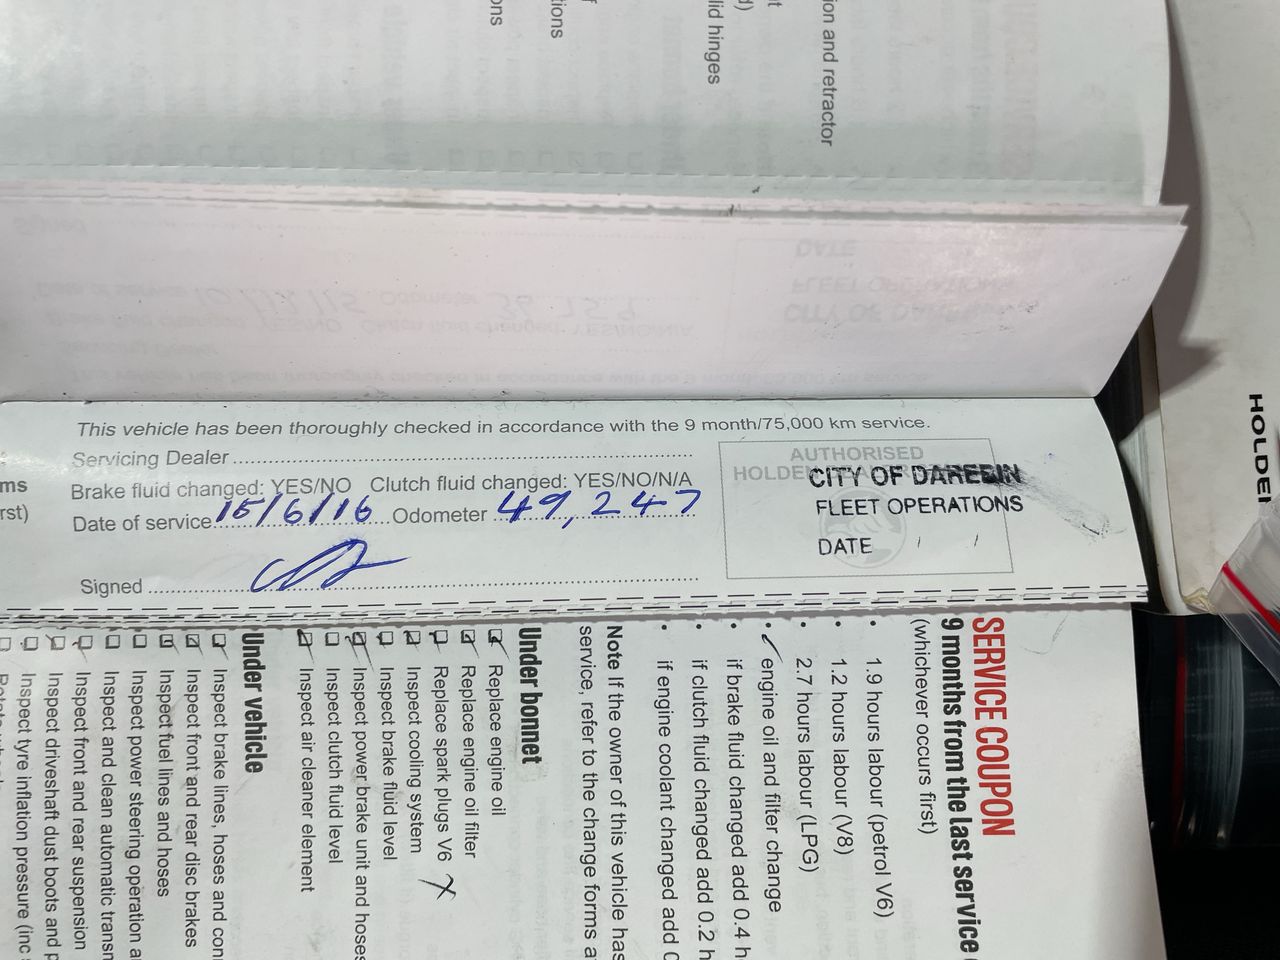 ons
tions
f
lid hinges
ion and retractor
HOLDEI
This vehicle has been thoroughly checked in accordance with the 9 month/75,000 km service.
Servicing Dealer
Brake fluid changed: YES/NO Clutch fluid changed: YES/NO/N/A
Date of service 15/6/16 Odometer 49,247
Signed
AUTHORISED
HOLDEN
CITY OF DAREBIN
FLEET OPERATIONS
DATE / /
ms
rst)
SERVICE COUPON
9 months from the last service
(whichever occurs first)
• 1.9 hours labour (petrol V6)
• 1.2 hours labour (V8)
• 2.7 hours labour (LPG)
• engine oil and filter change
• if brake fluid changed add 0.4 h
• if clutch fluid changed add 0.2 h
• if engine coolant changed add 0
Note If the owner of this vehicle has
service, refer to the change forms a
Under bonnet
Replace engine oil
Replace engine oil filter
Replace spark plugs V6 X
Inspect cooling system
Inspect brake fluid level
Inspect power brake unit and hoses
Inspect clutch fluid level
Inspect air cleaner element
Under vehicle
Inspect brake lines, hoses and con
Inspect front and rear disc brakes
Inspect fuel lines and hoses
Inspect power steering operation a
Inspect and clean automatic transm
Inspect front and rear suspension
Inspect driveshaft dust boots and p
Inspect tyre inflation pressure (inc